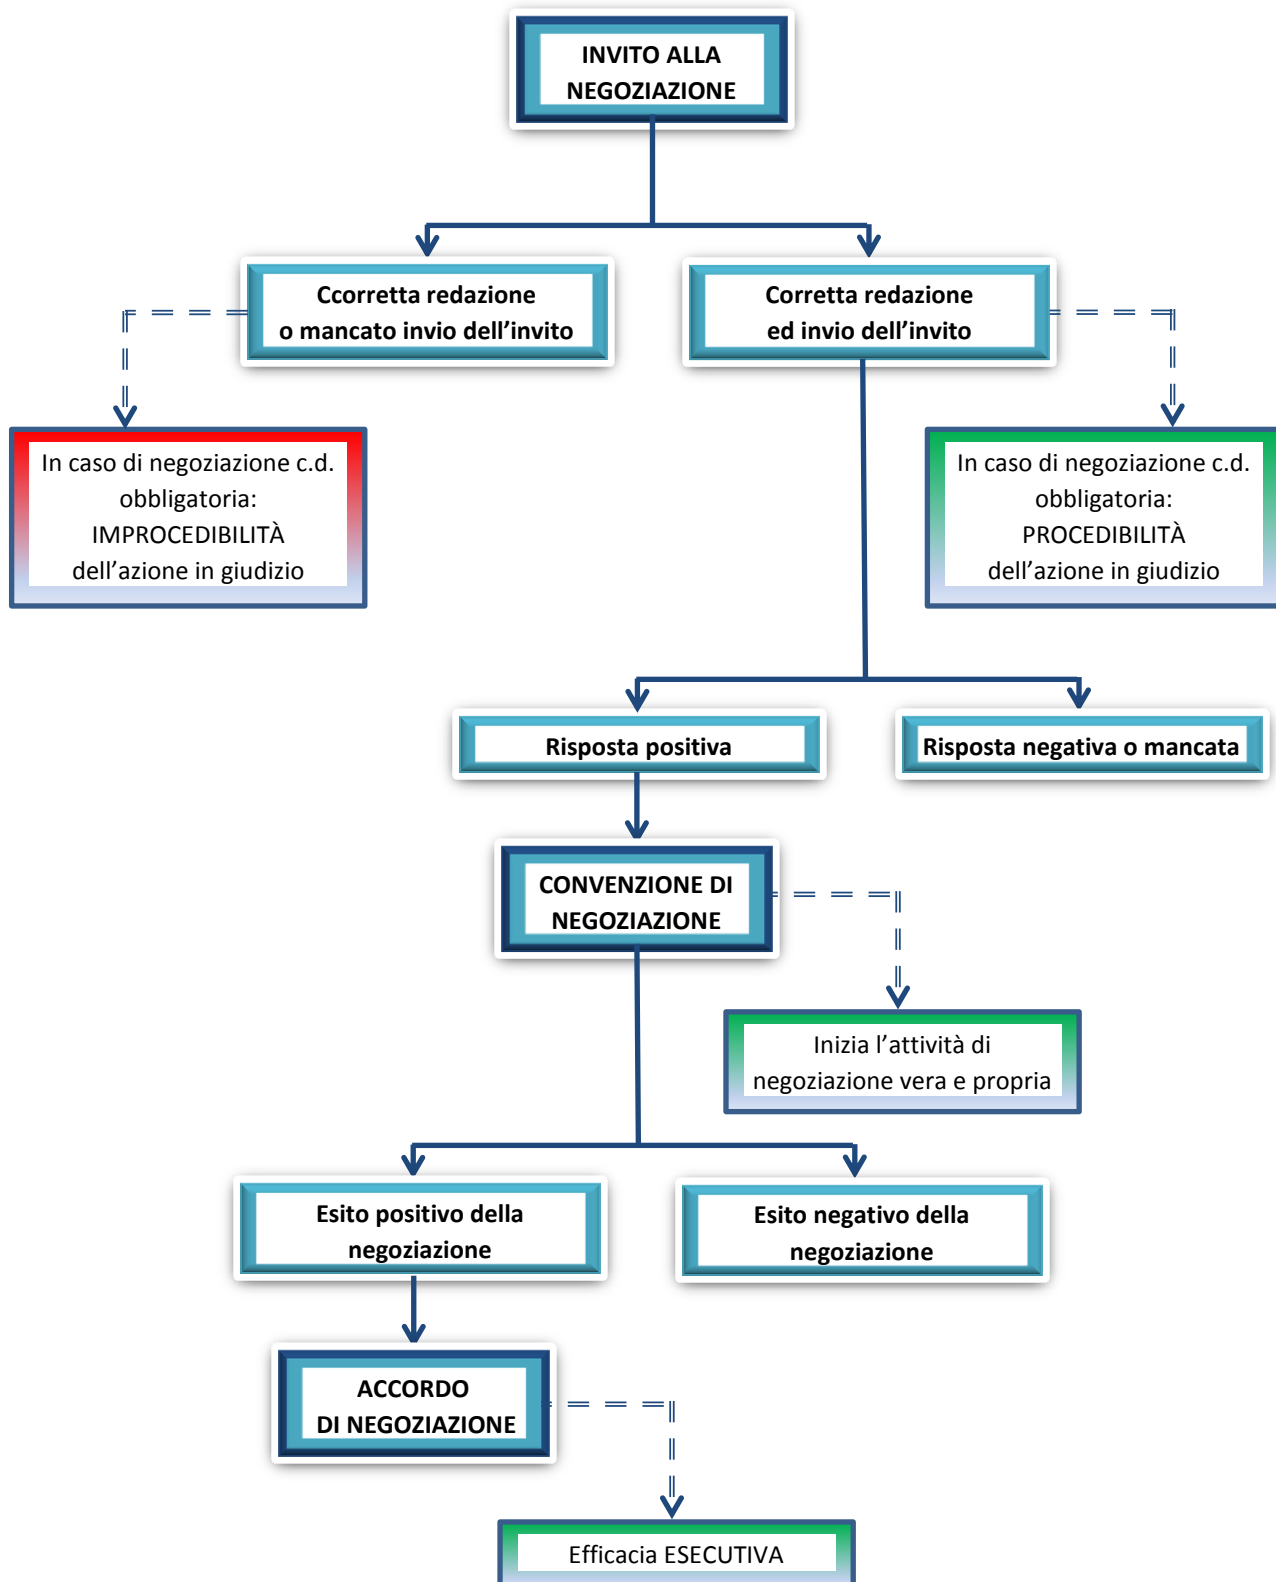 INVITO ALLA
NEGOZIAZIONE
Ccorretta redazione
o mancato invio dell’invito
Corretta redazione
ed invio dell’invito
In caso di negoziazione c.d.
obbligatoria:
IMPROCEDIBILITÀ
dell’azione in giudizio
In caso di negoziazione c.d.
obbligatoria:
PROCEDIBILITÀ
dell’azione in giudizio
Risposta positiva
Risposta negativa o mancata
CONVENZIONE DI
NEGOZIAZIONE
Inizia l’attività di
negoziazione vera e propria
Esito positivo della
negoziazione
Esito negativo della
negoziazione
ACCORDO
DI NEGOZIAZIONE
Efficacia ESECUTIVA